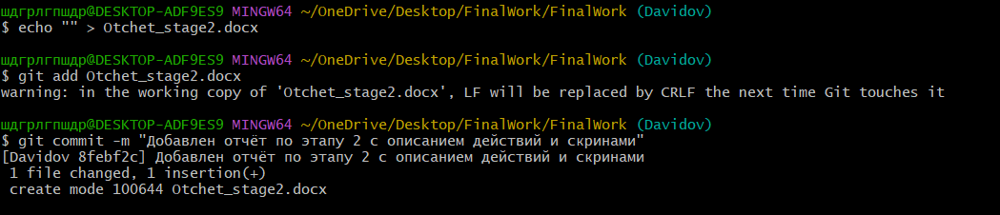 шдгрлгпшдр@DESKTOP-ADF9ES9 MINGW64 ~/OneDrive/Desktop/FinalWork/FinalWork (Davidov)
$ echo "" > Otchet_stage2.docx
шдгрлгпшдр@DESKTOP-ADF9ES9 MINGW64 ~/OneDrive/Desktop/FinalWork/FinalWork (Davidov)
$ git add Otchet_stage2.docx
warning: in the working copy of 'Otchet_stage2.docx', LF will be replaced by CRLF the next time Git touches it
шдгрлгпшдр@DESKTOP-ADF9ES9 MINGW64 ~/OneDrive/Desktop/FinalWork/FinalWork (Davidov)
$ git commit -m "Добавлен отчёт по этапу 2 с описанием действий и скринами"
[Davidov 8febf2c] Добавлен отчёт по этапу 2 с описанием действий и скринами
 1 file changed, 1 insertion(+)
 create mode 100644 Otchet_stage2.docx